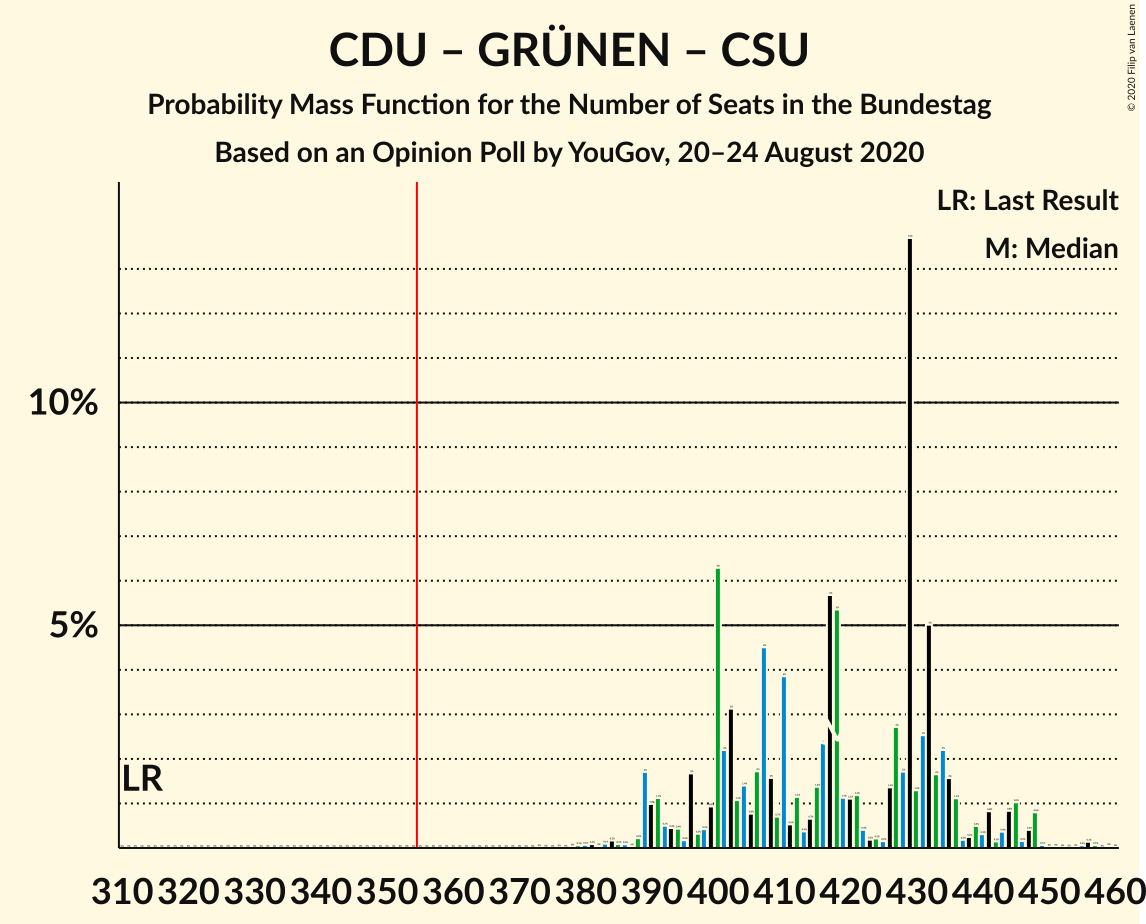 CDU – GRÜNEN – CSU
Probability Mass Function for the Number of Seats in the Bundestag
Based on an Opinion Poll by YouGov, 20–24 August 2020
© 2020 Filip van Laenen
LR: Last Result
M: Median
10%
5%
LR
310 320 330 340 350 360 370 380 390 400 410 420 430 440 450 460